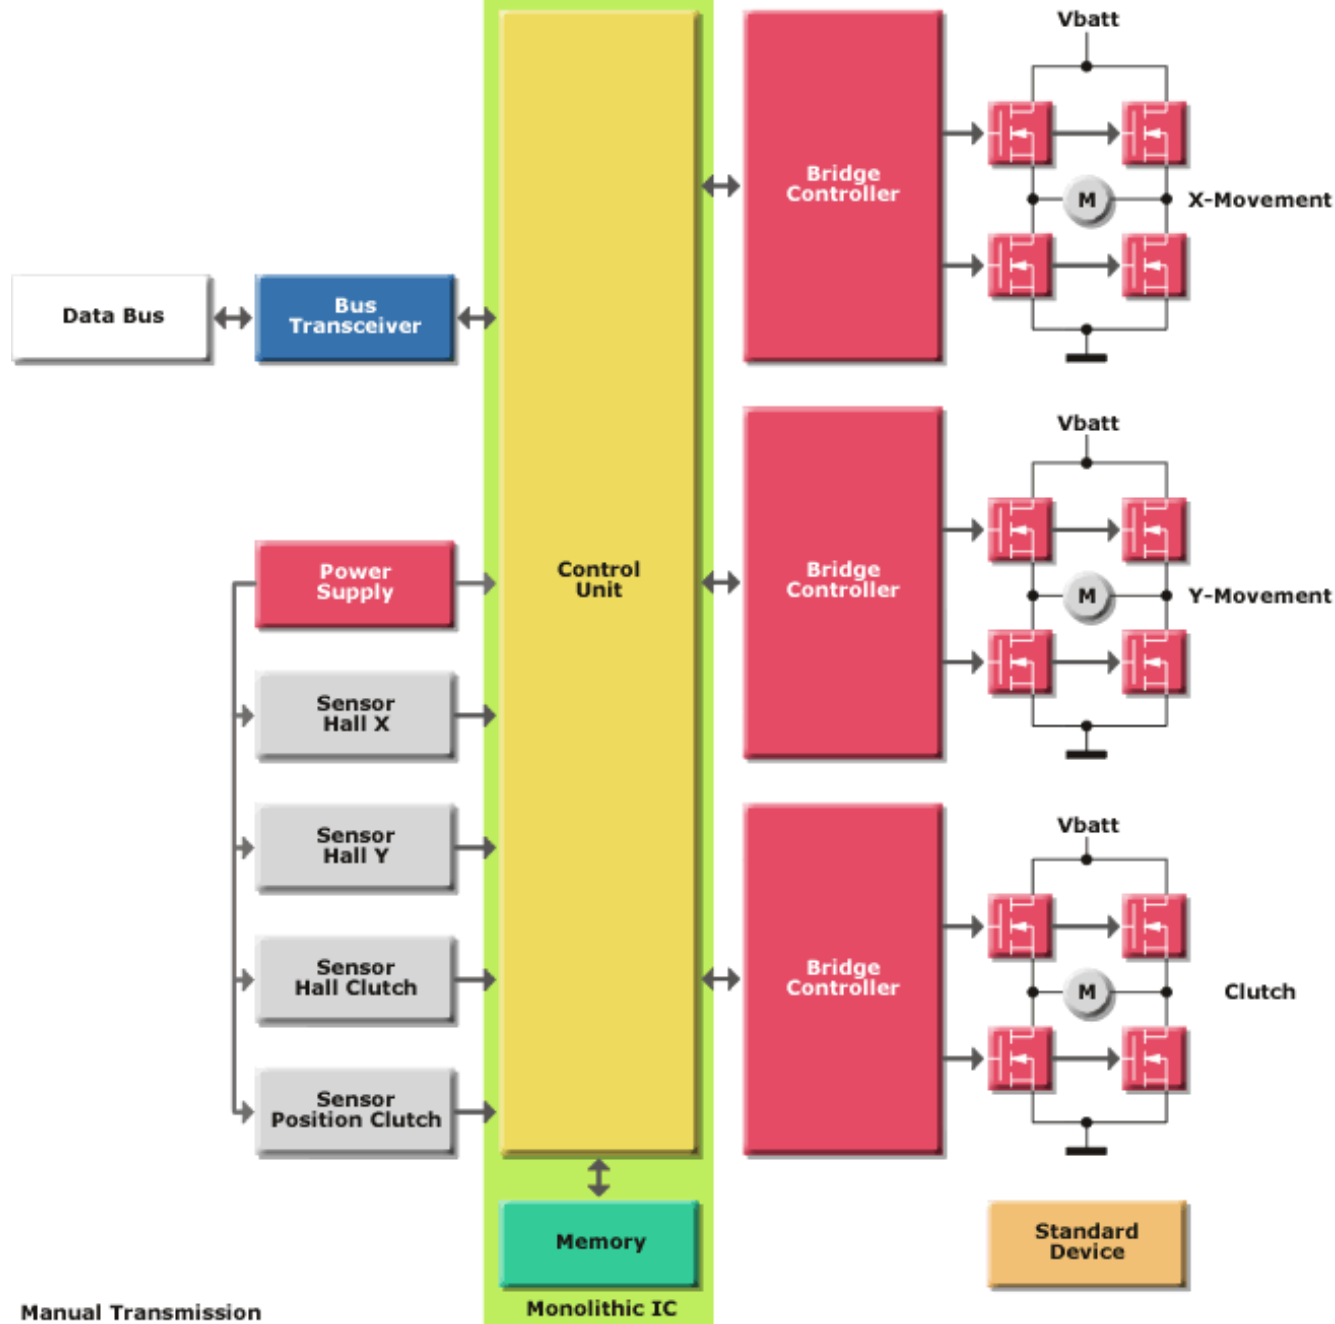 Vbatt
Bridge
Controller
M
X-Movement
Data Bus
Bus
Transceiver
Vbatt
Power
Supply
Control
Unit
Bridge
Controller
M
Y-Movement
Sensor
Hall X
Sensor
Hall Y
Vbatt
Sensor
Hall Clutch
Bridge
Controller
M
Clutch
Sensor
Position Clutch
Memory
Standard
Device
Manual Transmission
Monolithic IC